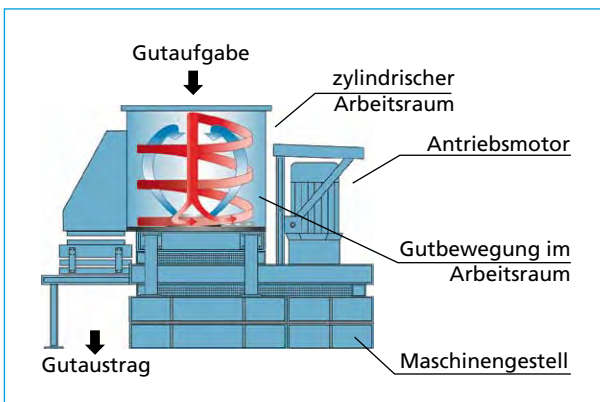 Gutaufgabe
zylindrischer
Arbeitsraum
Antriebsmotor
Gutbewegung im
Arbeitsraum
Maschinengestell
Gutaustrag